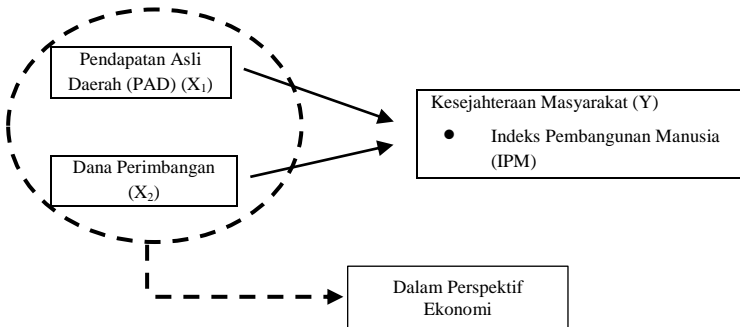 Pendapatan Asli
Daerah (PAD) (X₁)
Kesejahteraan Masyarakat (Y)
● Indeks Pembangunan Manusia
(IPM)
Dana Perimbangan
(X₂)
Dalam Perspektif
Ekonomi